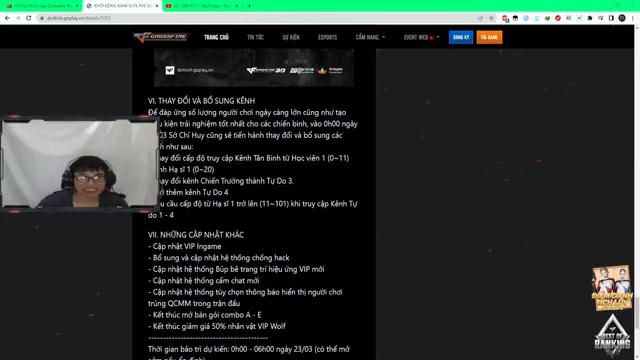 KHỞI ĐỘNG RANK ELITE PVE
dotkich.goplay.vn
CROSSFIRE
TRANG CHỦ
TIN TỨC
SỰ KIỆN
ESPORTS
CẨM NANG
EVENT WEB
ĐĂNG KÝ
TẢI GAME
dotkich.goplay.vn
VI. THAY ĐỔI VÀ BỔ SUNG KÊNH
Để đáp ứng số lượng người chơi ngày càng lớn cũng như tạo
kiện trải nghiệm tốt nhất cho các chiến binh, vào 0h00 ngày
03 Sở Chỉ Huy cũng sẽ tiến hành thay đổi và bổ sung các
như sau:
đổi cấp độ truy cập Kênh Tân Binh từ Học viên 1 (0~11)
Hạ sĩ 1 (0~20)
đổi kênh Chiến Trường thành Tự Do 3.
thêm kênh Tự Do 4
cầu cấp độ từ Hạ sĩ 1 trở lên (11~101) khi truy cập Kênh Tự
do 1 - 4
VII. NHỮNG CẬP NHẬT KHÁC
- Cập nhật VIP Ingame
- Bổ sung và cập nhật hệ thống chống hack
- Cập nhật hệ thống Búp bê trang trí hiệu ứng VIP mới
- Cập nhật hệ thống cấm chat mới
- Cập nhật hệ thống tùy chọn thông báo hiển thị người chơi
trúng QCMM trong trận đấu
- Kết thúc mở bán gói combo A - E
- Kết thúc giảm giá 50% nhân vật VIP Wolf
----------------------------------------
Thời gian bảo trì dự kiến: 0h00 - 06h00 ngày 23/03 (có thể mở
BEST OF
RANKING